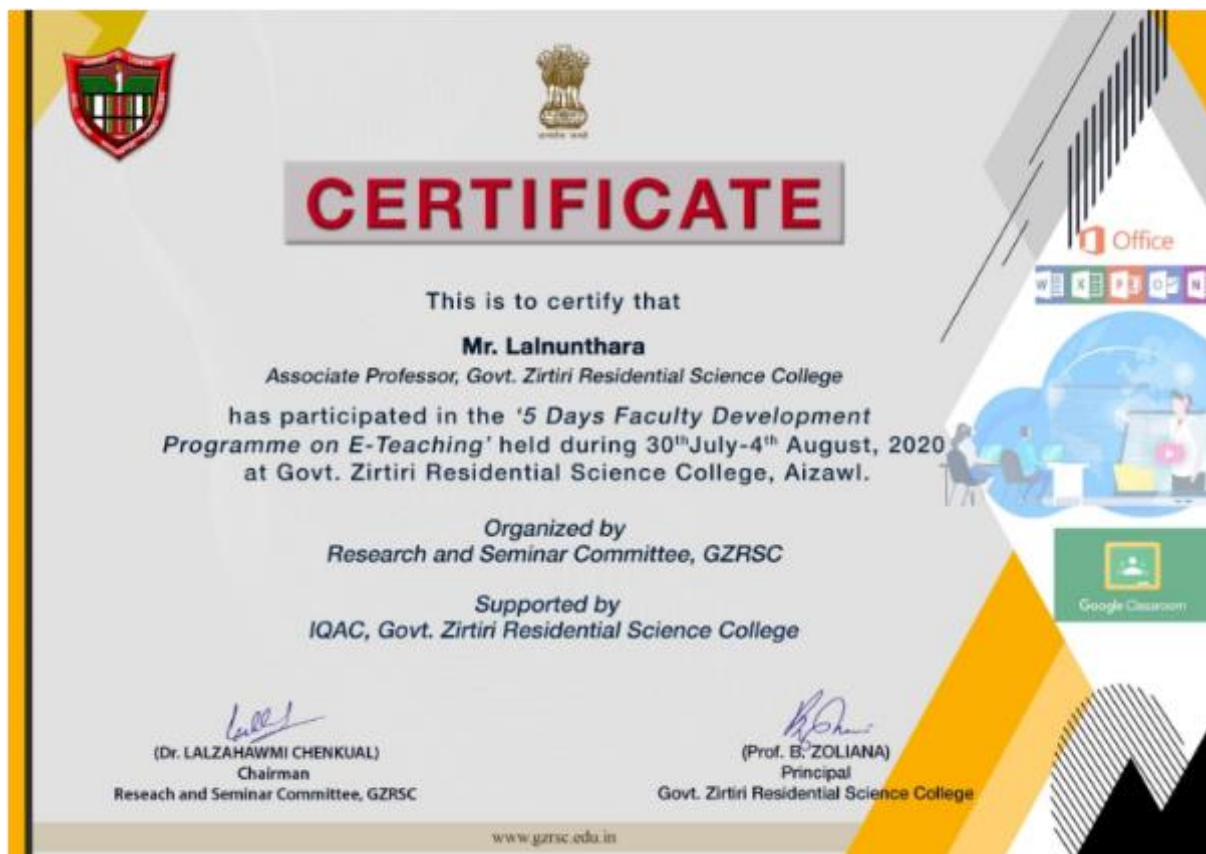 CERTIFICATE
This is to certify that
Mr. Lalnunthara
Associate Professor, Govt. Zirtiri Residential Science College
has participated in the '5 Days Faculty Development
Programme on E-Teaching' held during 30thJuly-4th August, 2020
at Govt. Zirtiri Residential Science College, Aizawl.
Organized by
Research and Seminar Committee, GZRSC
Supported by
IQAC, Govt. Zirtiri Residential Science College
(Dr. LALZAHAWMI CHENKUAL)
Chairman
Reseach and Seminar Committee, GZRSC
(Prof. B. ZOLIANA)
Principal
Govt. Zirtiri Residential Science College
www.gzrsc.edu.in
Office
W X P O N
Google Classroom